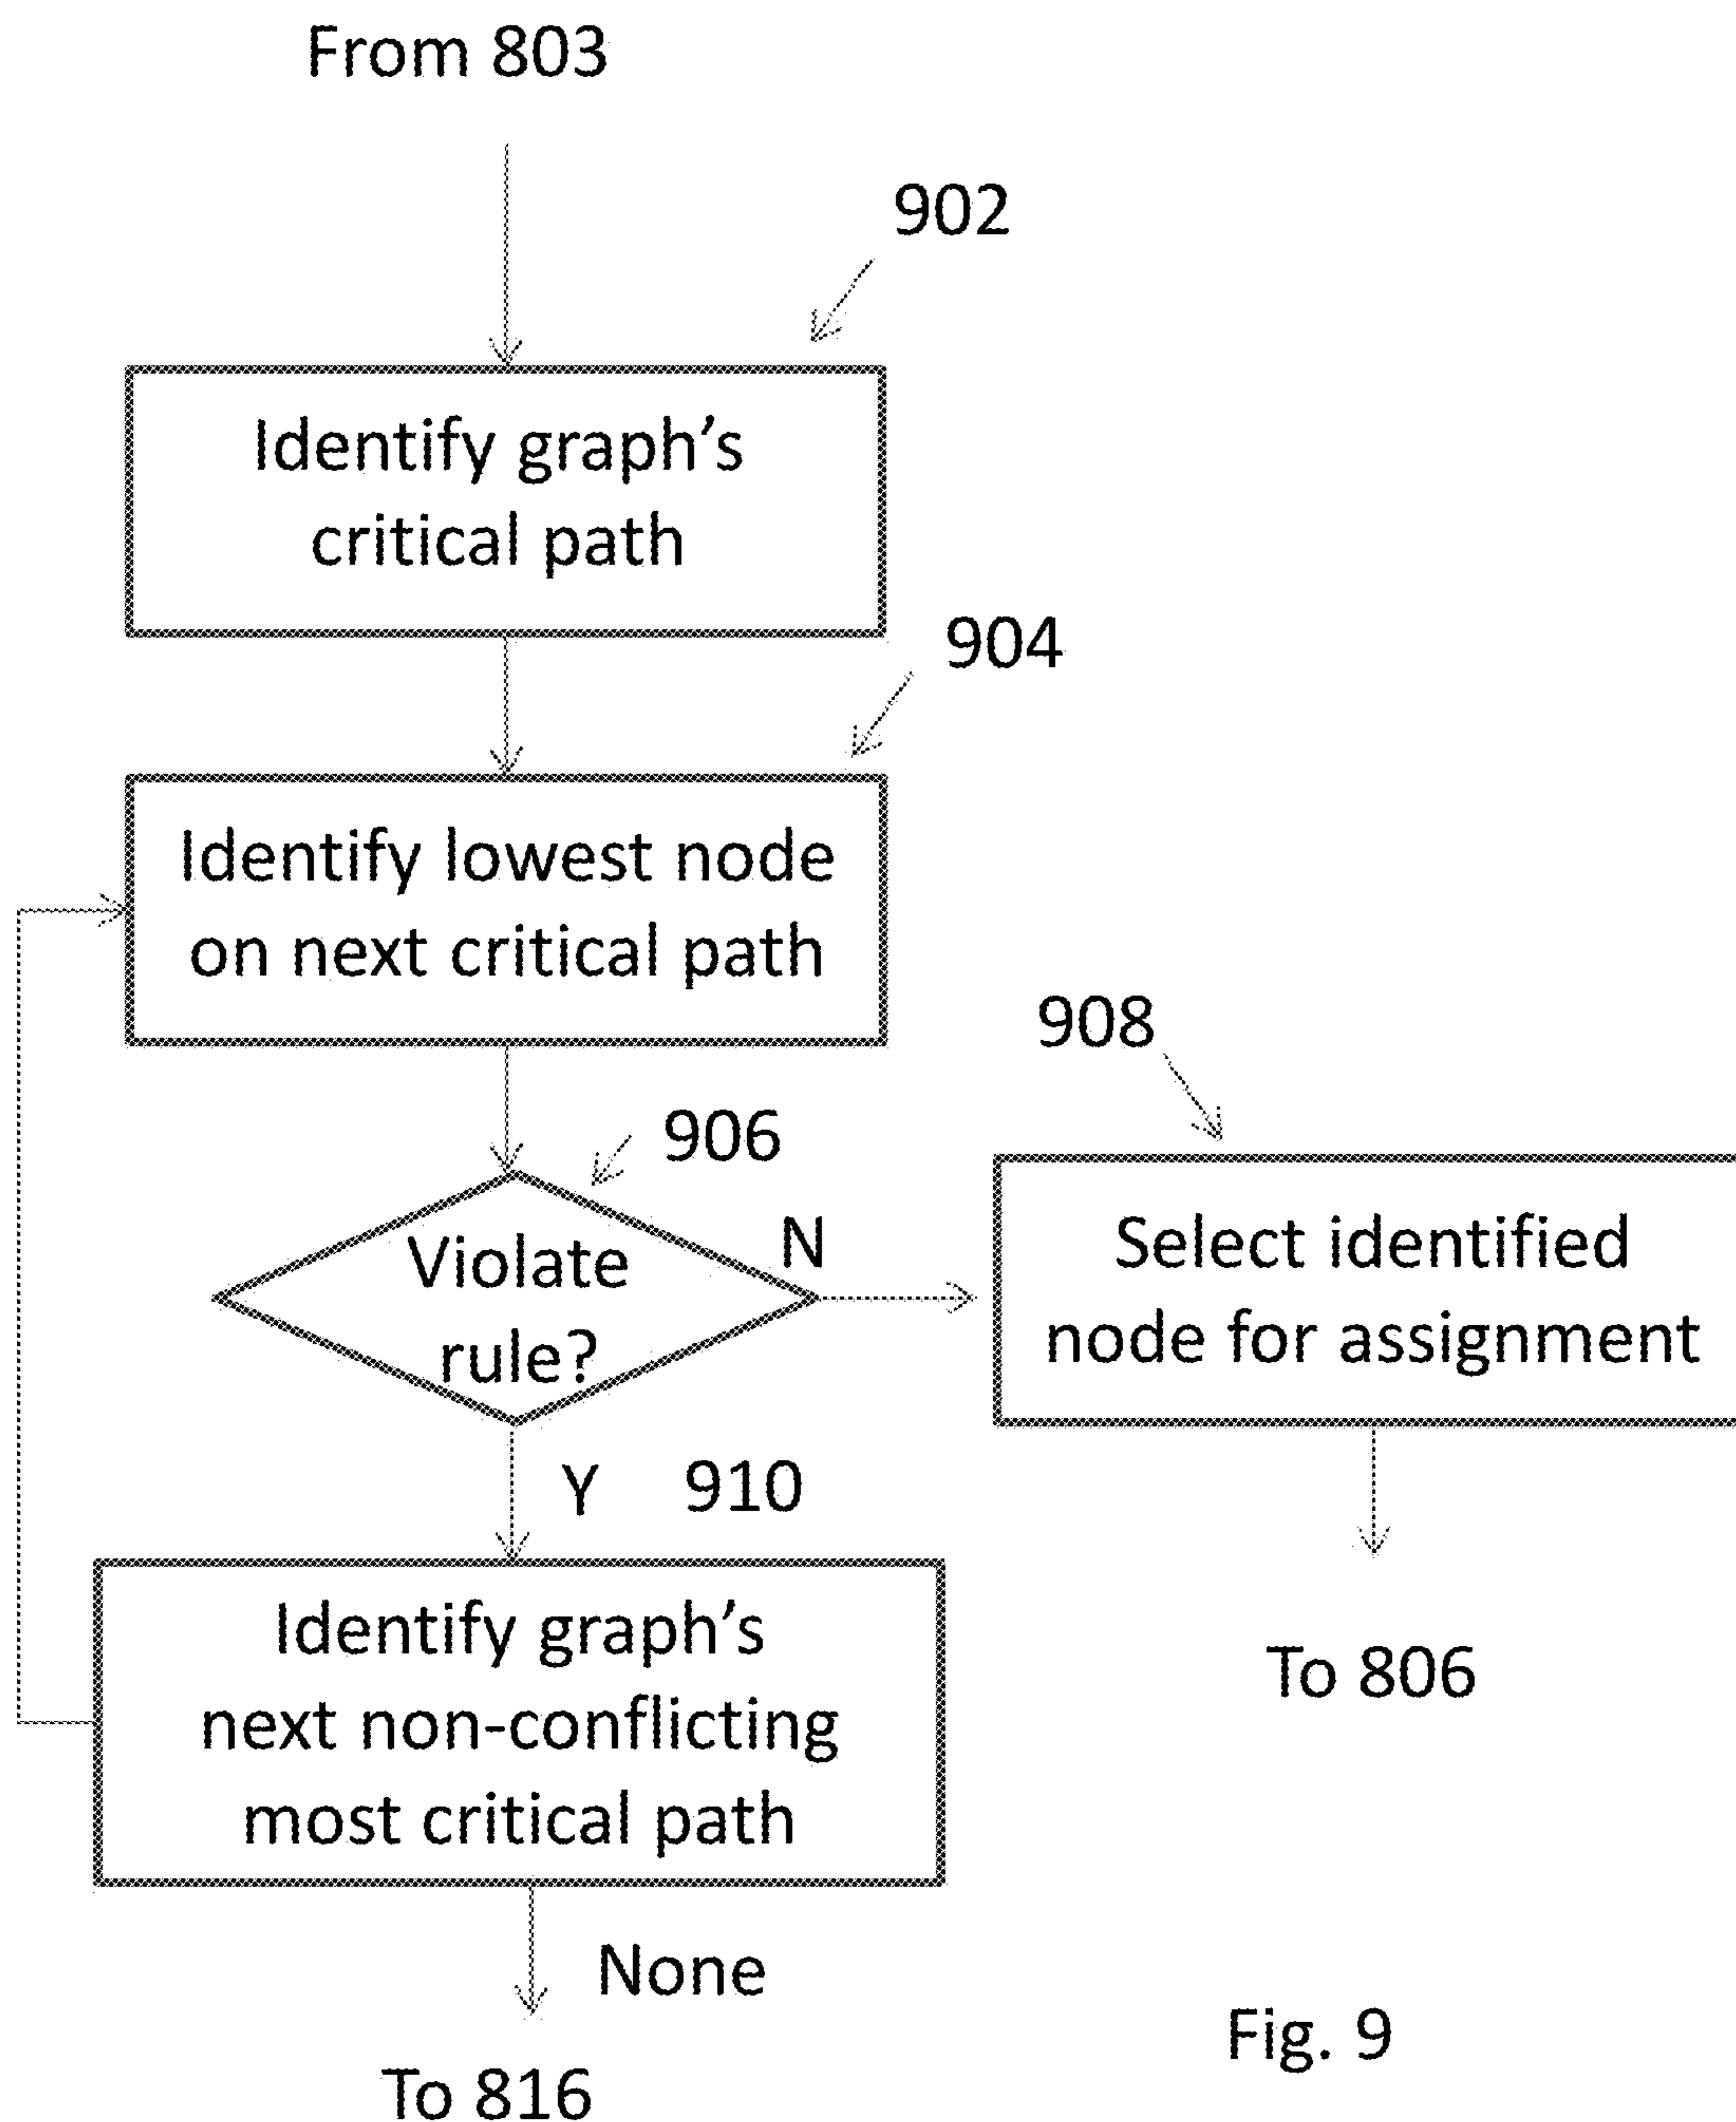 From 803
902
Identify graph’s
critical path
904
Identify lowest node
on next critical path
908
906
Violate
rule?
N
Select identified
node for assignment
Y
910
Identify graph’s
next non-conflicting
most critical path
To 806
None
Fig. 9
To 816